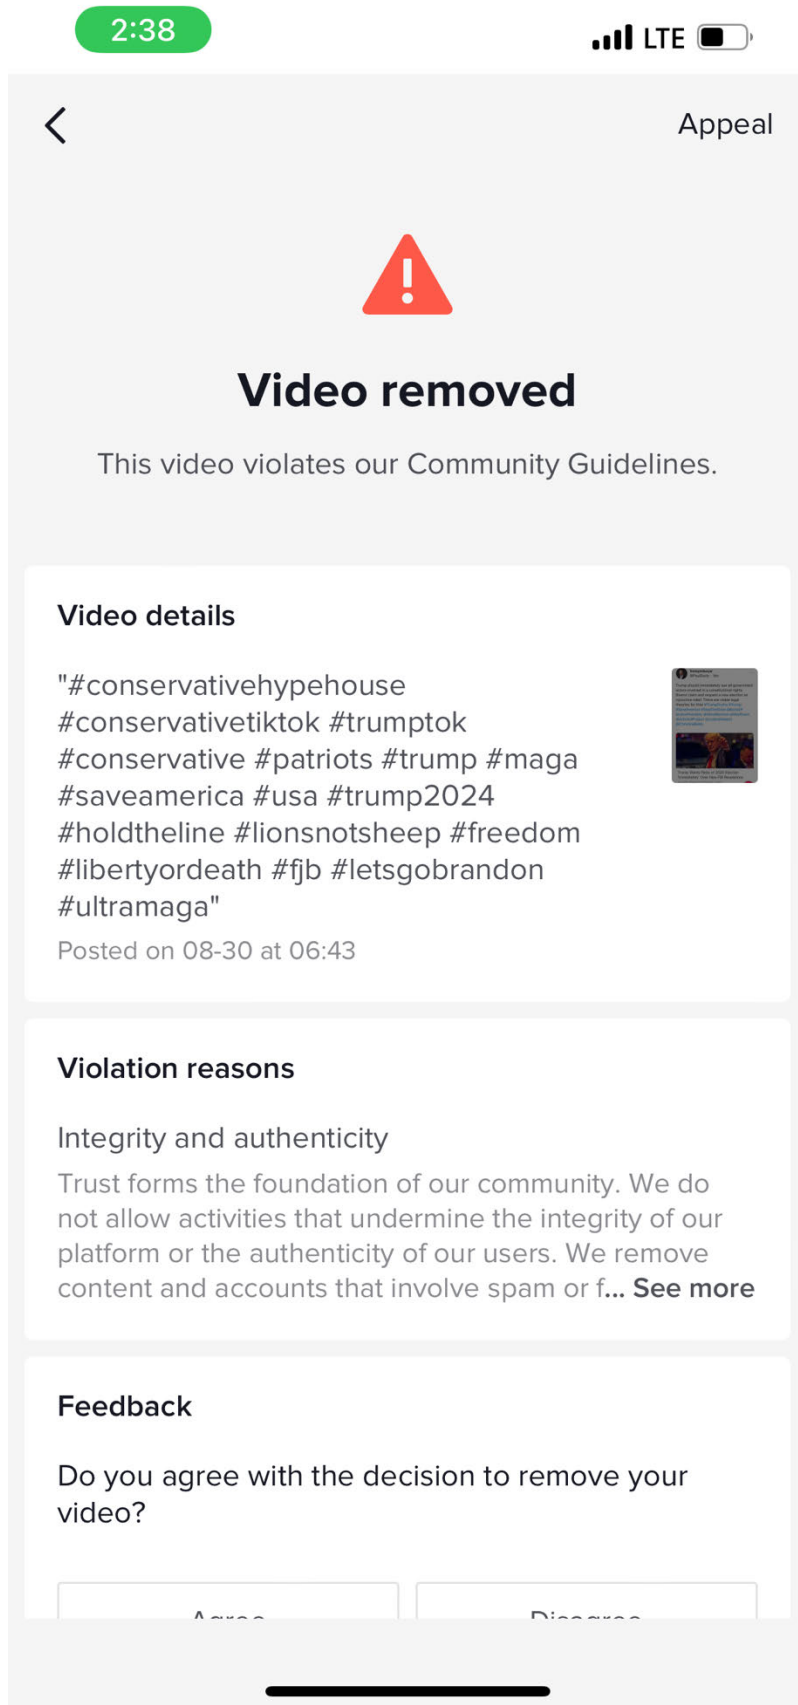 2:38
LTE
Appeal
Video removed
This video violates our Community Guidelines.
Video details
"#conservativehypehouse
#conservativetiktok #trumptok
#conservative #patriots #trump #maga
#saveamerica #usa #trump2024
#holdtheline #lionsnotsheep #freedom
#libertyordeath #fjb #letsgobrandon
#ultramaga"
Posted on 08-30 at 06:43
Violation reasons
Integrity and authenticity
Trust forms the foundation of our community. We do
not allow activities that undermine the integrity of our
platform or the authenticity of our users. We remove
content and accounts that involve spam or f... See more
Feedback
Do you agree with the decision to remove your
video?
Agree
Disagree